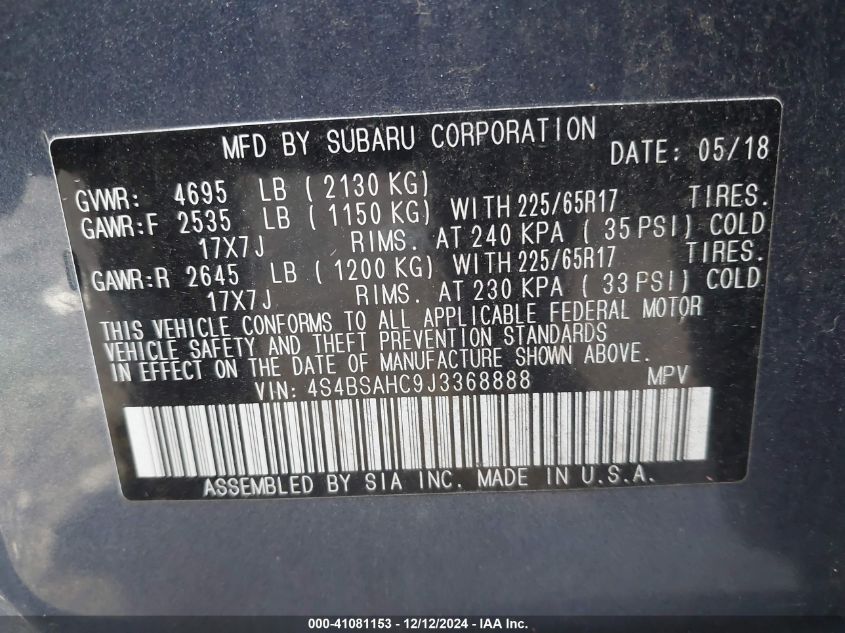 MFD BY SUBARU CORPORATION DATE: 05/18
GVWR: 4695 LB ( 2130 KG)
GAWR:F 2535 LB ( 1150 KG) WITH 225/65R17 TIRES.
17X7J RIMS. AT 240 KPA ( 35 PSI) COLD
GAWR:R 2645 LB ( 1200 KG) WITH 225/65R17 TIRES.
17X7J RIMS. AT 230 KPA ( 33 PSI) COLD
THIS VEHICLE CONFORMS TO ALL APPLICABLE FEDERAL MOTOR
VEHICLE SAFETY AND THEFT PREVENTION STANDARDS
IN EFFECT ON THE DATE OF MANUFACTURE SHOWN ABOVE.
VIN: 4S4BSAHC9J3368888 MPV
ASSEMBLED BY SIA INC. MADE IN U.S.A.
000-41081153 - 12/12/2024 - IAA Inc.